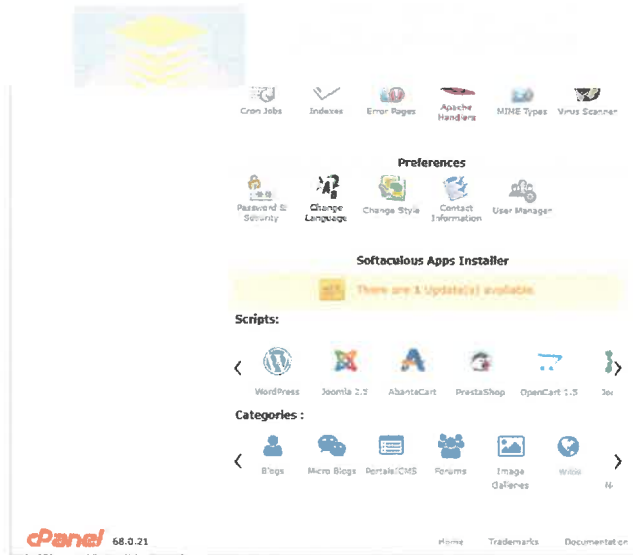 Cron Jobs Indexes Error Pages Apache Handlers MIME Types Virus Scanner
Preferences
Password & Security Change Language Change Style Contact Information User Manager
Softaculous Apps Installer
There are 1 Update(s) available
Scripts:
WordPress Joomla 2.5 AbanteCart PrestaShop OpenCart 1.5
Categories :
Blogs Micro Blogs Portals/CMS Forums Image Galleries Wikis
cPanel 68.0.21 Home Trademarks Documentation